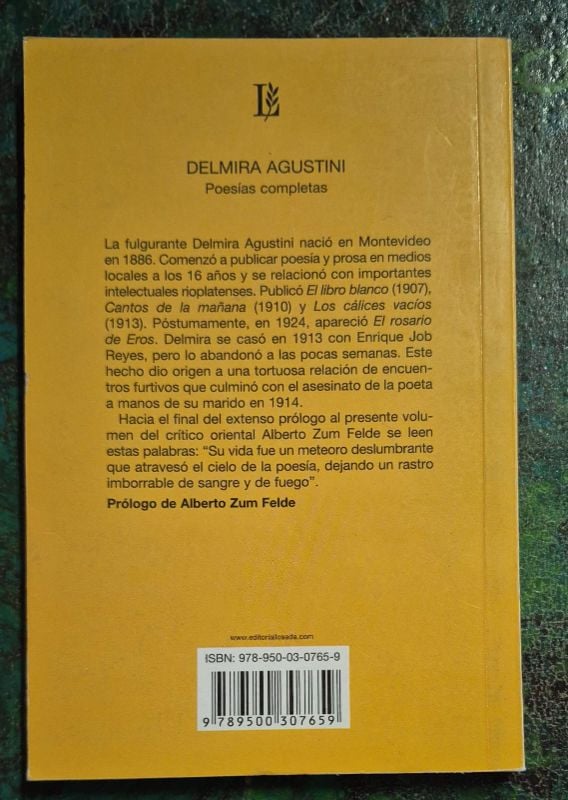 L
DELMIRA AGUSTINI
Poesías completas
La fulgurante Delmira Agustini nació en Montevideo
en 1886. Comenzó a publicar poesía y prosa en medios
locales a los 16 años y se relacionó con importantes
intelectuales rioplatenses. Publicó El libro blanco (1907),
Cantos de la mañana (1910) y Los cálices vacíos
(1913). Póstumamente, en 1924, apareció El rosario
de Eros. Delmira se casó en 1913 con Enrique Job
Reyes, pero lo abandonó a las pocas semanas. Este
hecho dio origen a una tortuosa relación de encuen-
tros furtivos que culminó con el asesinato de la poeta
a manos de su marido en 1914.
Hacia el final del extenso prólogo al presente volu-
men del crítico oriental Alberto Zum Felde se leen
estas palabras: “Su vida fue un meteoro deslumbrante
que atravesó el cielo de la poesía, dejando un rastro
imborrable de sangre y de fuego”.
Prólogo de Alberto Zum Felde
www.editoriallosada.com
ISBN: 978-950-03-0765-9
9 789500 307659